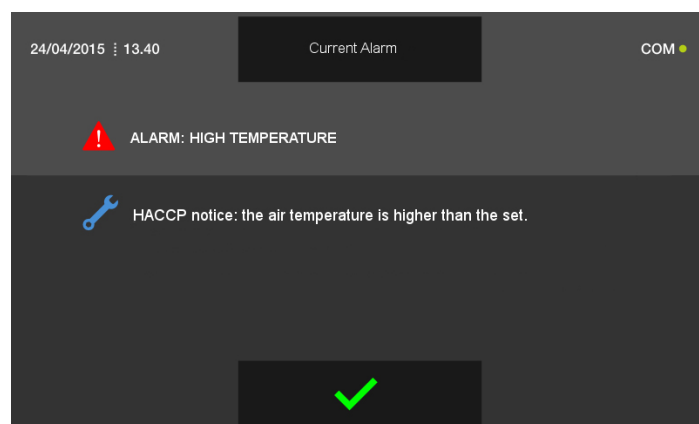 24/04/2015 ⁞ 13.40
Current Alarm
COM
ALARM: HIGH TEMPERATURE
HACCP notice: the air temperature is higher than the set.